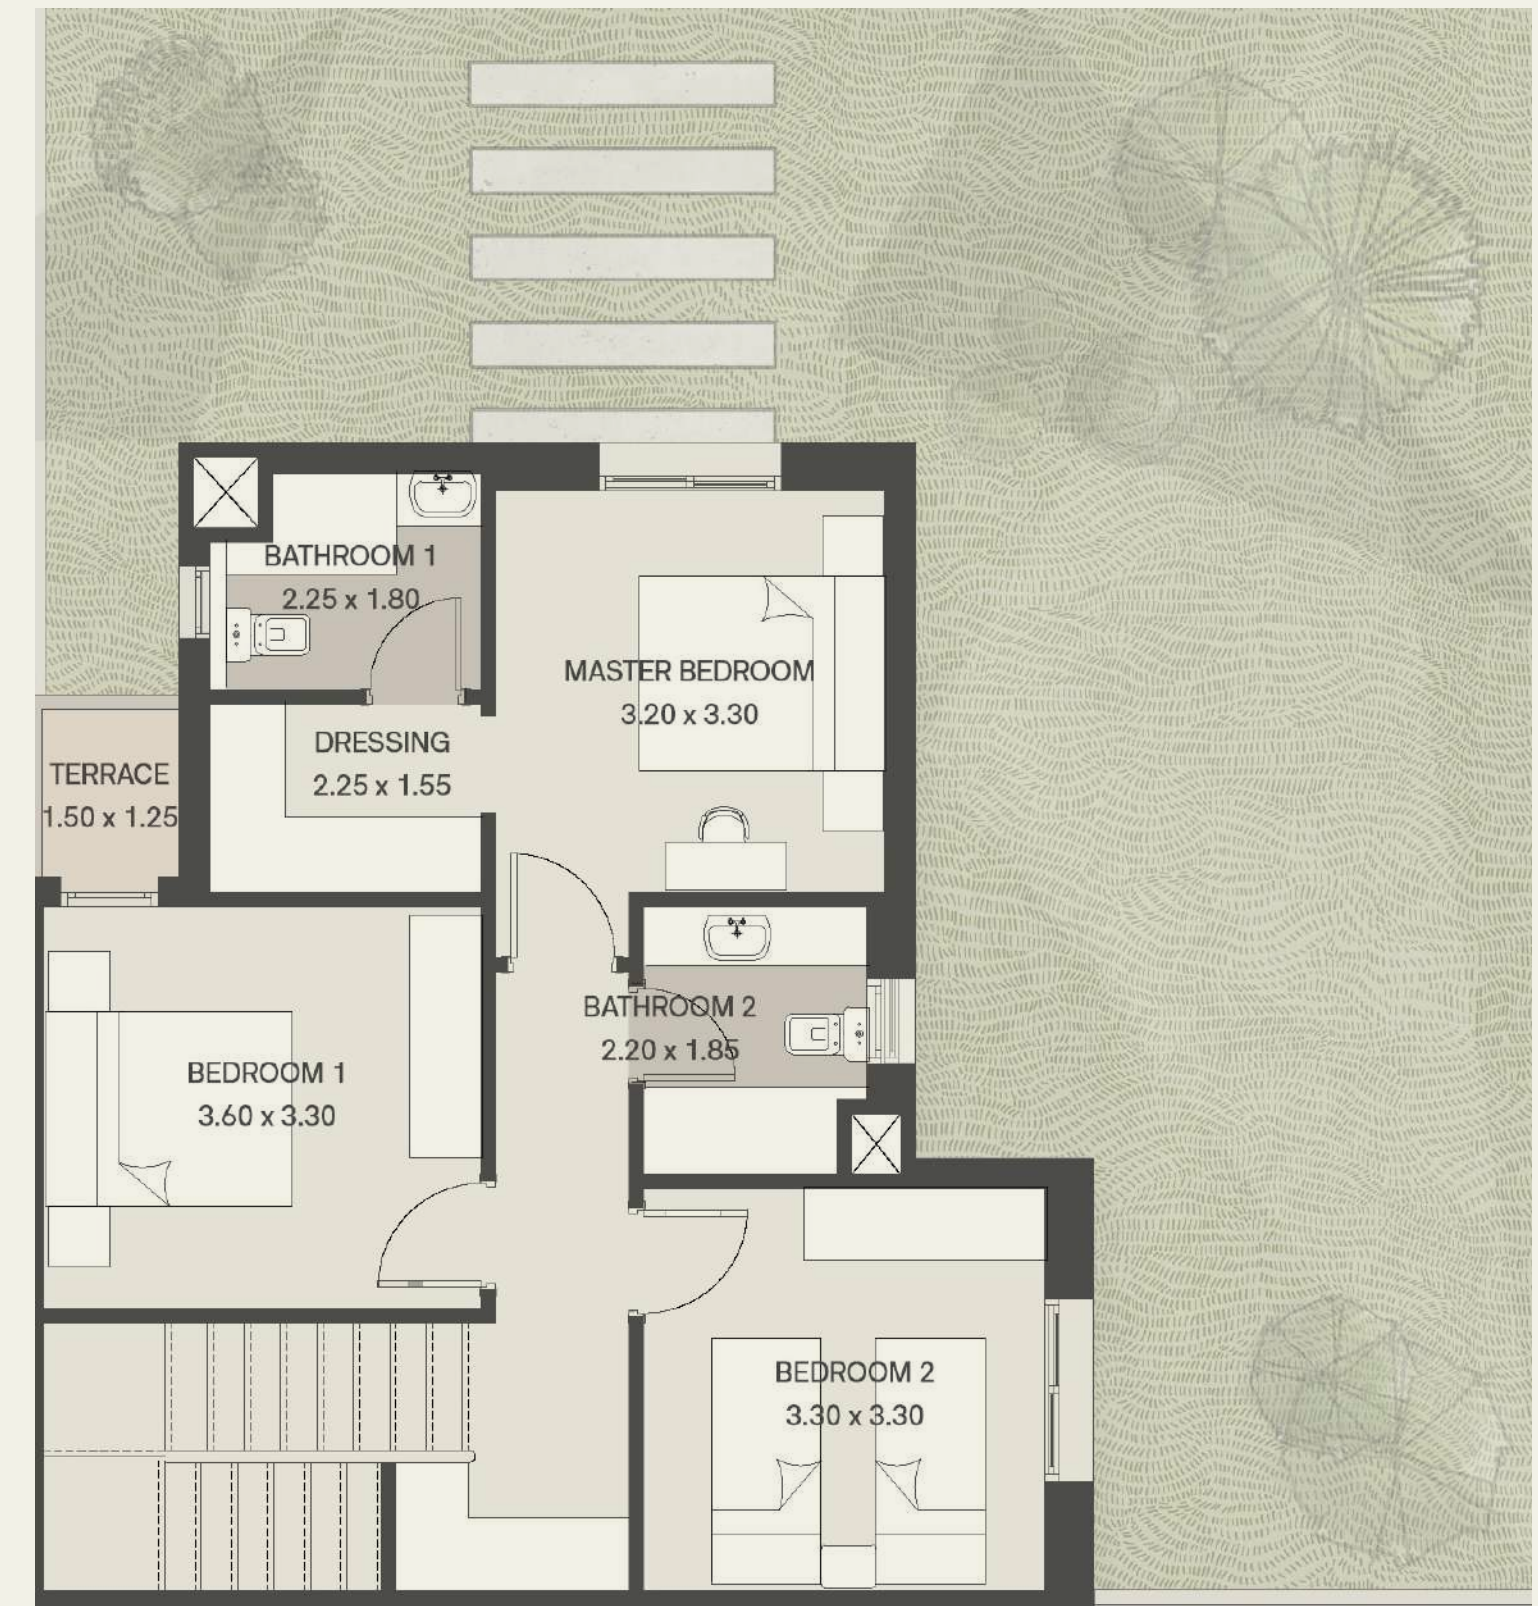 BATHROOM 1
2.25 x 1.80
MASTER BEDROOM
3.20 x 3.30
DRESSING
2.25 x 1.55
TERRACE
1.50 x 1.25
BATHROOM 2
2.20 x 1.85
BEDROOM 1
3.60 x 3.30
BEDROOM 2
3.30 x 3.30